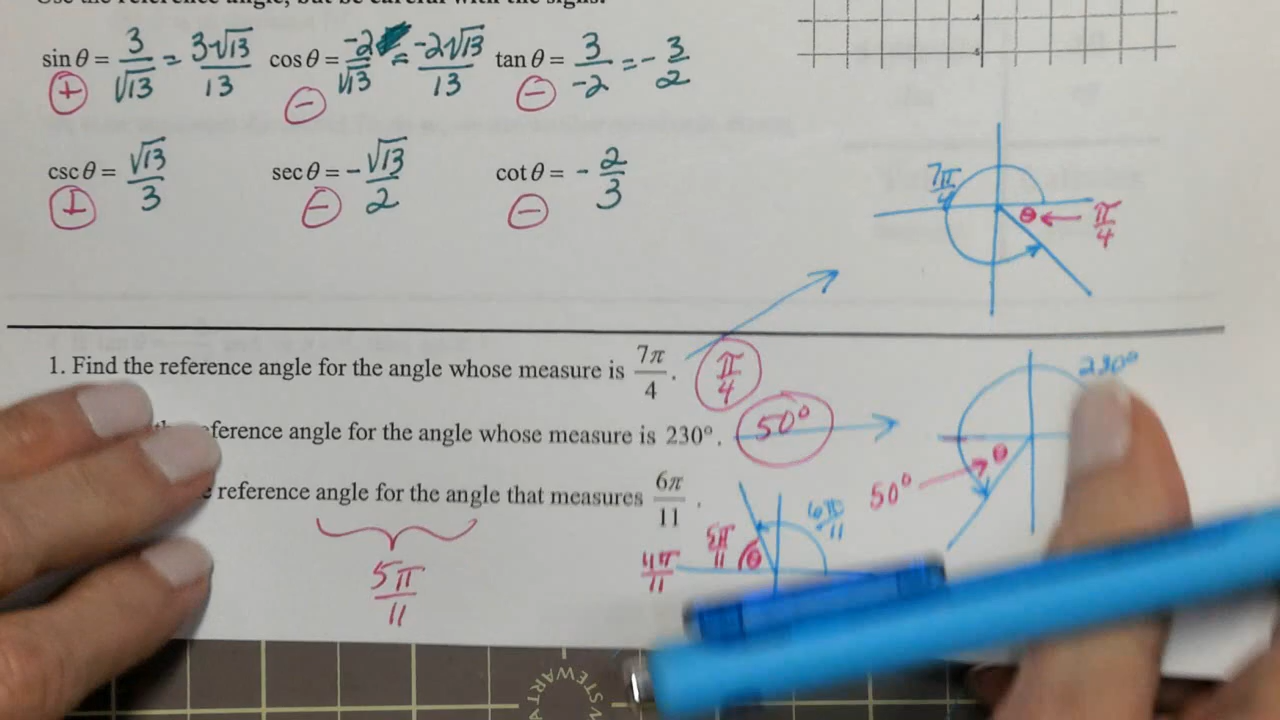 sin θ = 3/√13 = 3√13/13 cos θ = -2/√13 = -2√13/13 tan θ = 3/-2 = -3/2
+ − −
csc θ = √13/3 sec θ = -√13/2 cot θ = -2/3
+ − −
7π/4
θ ← π/4
1. Find the reference angle for the angle whose measure is 7π/4. π/4
reference angle for the angle whose measure is 230°. 50°
230°
θ
50°
reference angle for the angle that measures 6π/11.
5π/11
6π/11
5π/11 θ
11π/11
STEWART